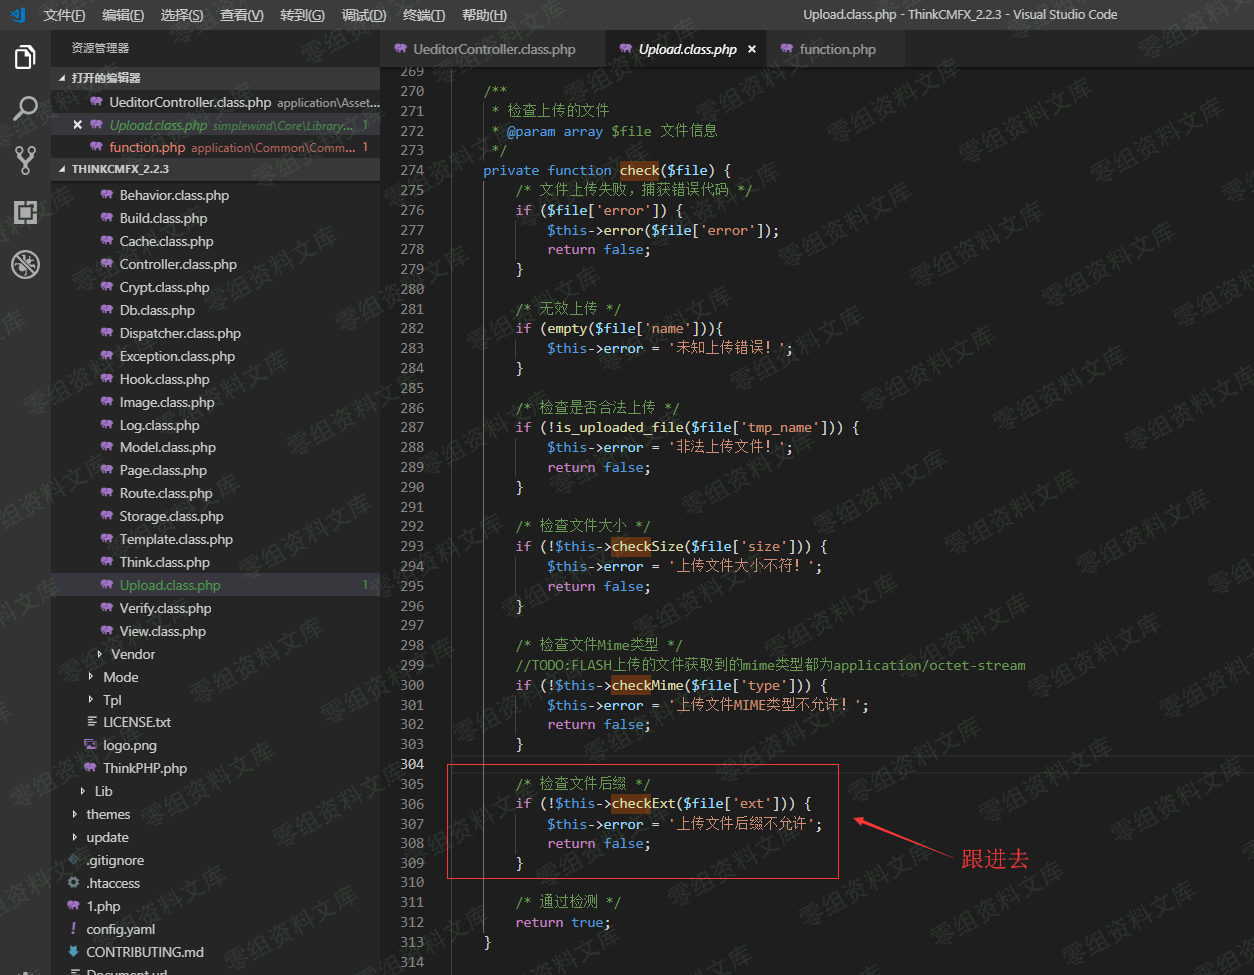 文件(F) 编辑(E) 选择(S) 查看(V) 转到(G) 调试(D) 终端(T) 帮助(H)
Upload.class.php - ThinkCMFX_2.2.3 - Visual Studio Code
资源管理器
打开的编辑器
UeditorController.class.php application\Asset...
Upload.class.php simplewind\Core\Library... 1
function.php application\Common\Comm... 1
THINKCMFX_2.2.3
Behavior.class.php
Build.class.php
Cache.class.php
Controller.class.php
Crypt.class.php
Db.class.php
Dispatcher.class.php
Exception.class.php
Hook.class.php
Image.class.php
Log.class.php
Model.class.php
Page.class.php
Route.class.php
Storage.class.php
Template.class.php
Think.class.php
Upload.class.php 1
Verify.class.php
View.class.php
Vendor
Mode
Tpl
LICENSE.txt
logo.png
ThinkPHP.php
Lib
themes
update
.gitignore
.htaccess
1.php
config.yaml
CONTRIBUTING.md
Document.url
UeditorController.class.php
Upload.class.php
function.php
269
270 /**
271 * 检查上传的文件
272 * @param array $file 文件信息
273 */
274 private function check($file) {
275 /* 文件上传失败，捕获错误代码 */
276 if ($file['error']) {
277 $this->error($file['error']);
278 return false;
279 }
280
281 /* 无效上传 */
282 if (empty($file['name'])){
283 $this->error = '未知上传错误！';
284 }
285
286 /* 检查是否合法上传 */
287 if (!is_uploaded_file($file['tmp_name'])) {
288 $this->error = '非法上传文件！';
289 return false;
290 }
291
292 /* 检查文件大小 */
293 if (!$this->checkSize($file['size'])) {
294 $this->error = '上传文件大小不符！';
295 return false;
296 }
297
298 /* 检查文件Mime类型 */
299 //TODO:FLASH上传的文件获取到的mime类型都为application/octet-stream
300 if (!$this->checkMime($file['type'])) {
301 $this->error = '上传文件MIME类型不允许！';
302 return false;
303 }
304
305 /* 检查文件后缀 */
306 if (!$this->checkExt($file['ext'])) {
307 $this->error = '上传文件后缀不允许';
308 return false;
309 }
310
311 /* 通过检测 */
312 return true;
313 }
314
跟进去
零组资料文库